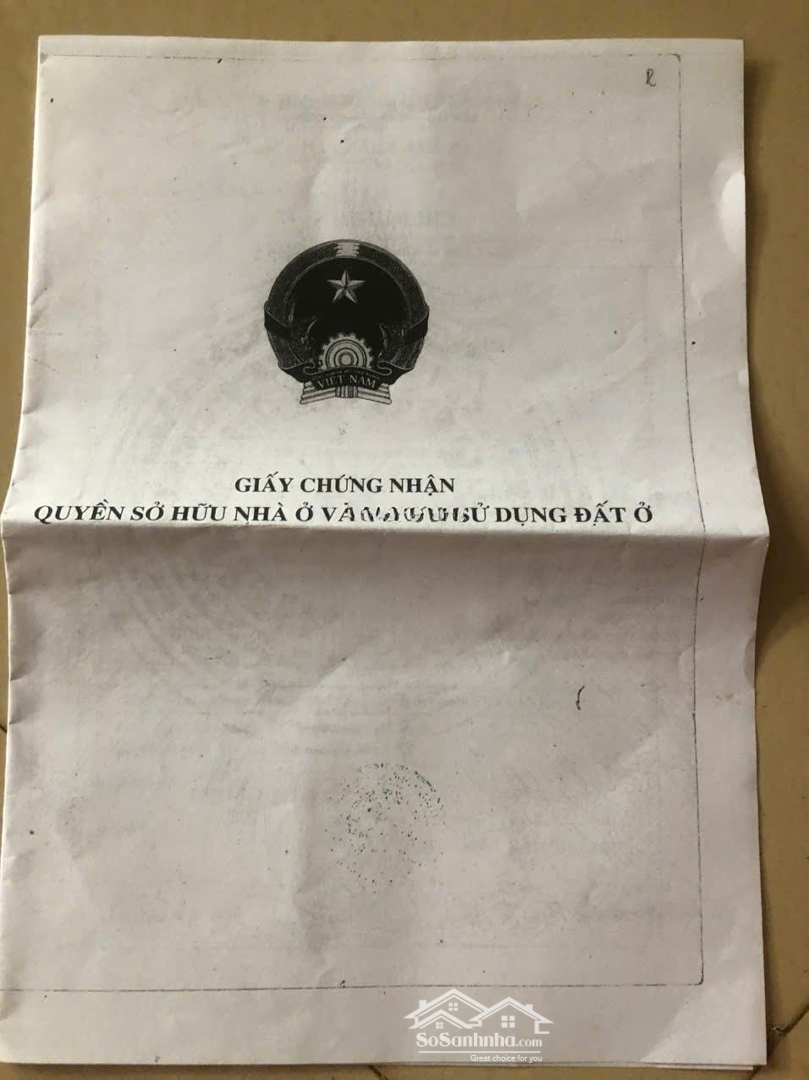 VIỆT NAM
GIẤY CHỨNG NHẬN
QUYỀN SỞ HỮU NHÀ Ở VÀ SỬ DỤNG ĐẤT Ở
SoSanhnha.com
Great choice for you